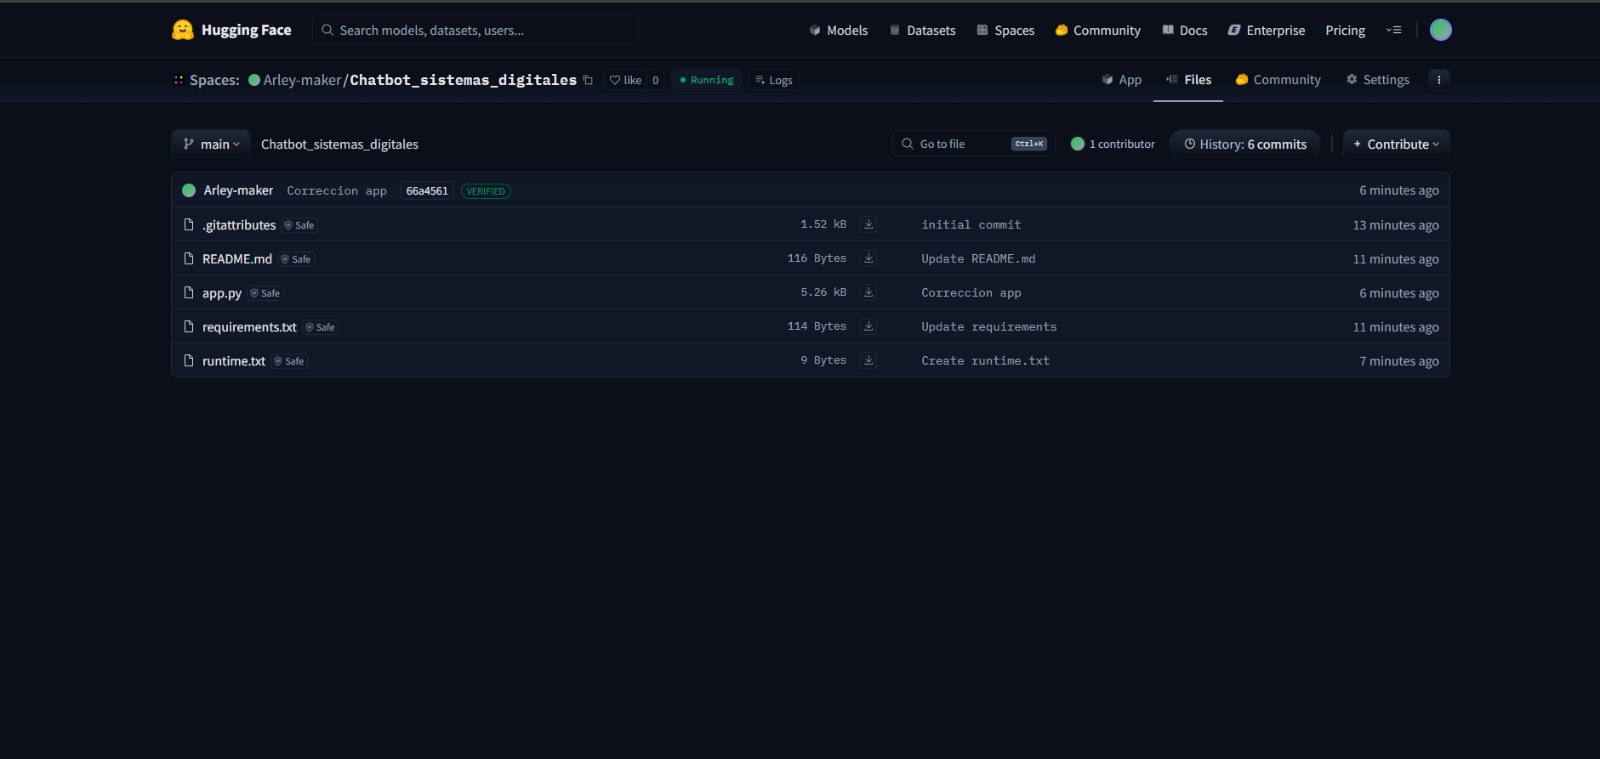 Hugging Face Search models, datasets, users... Models Datasets Spaces Community Docs Enterprise Pricing
Spaces: Arley-maker/Chatbot_sistemas_digitales like 0 Running Logs App Files Community Settings
main Chatbot_sistemas_digitales Go to file Ctrl+K 1 contributor History: 6 commits + Contribute
Arley-maker Correccion app 66a4561 VERIFIED 6 minutes ago
.gitattributes Safe 1.52 kB initial commit 13 minutes ago
README.md Safe 116 Bytes Update README.md 11 minutes ago
app.py Safe 5.26 kB Correccion app 6 minutes ago
requirements.txt Safe 114 Bytes Update requirements 11 minutes ago
runtime.txt Safe 9 Bytes Create runtime.txt 7 minutes ago